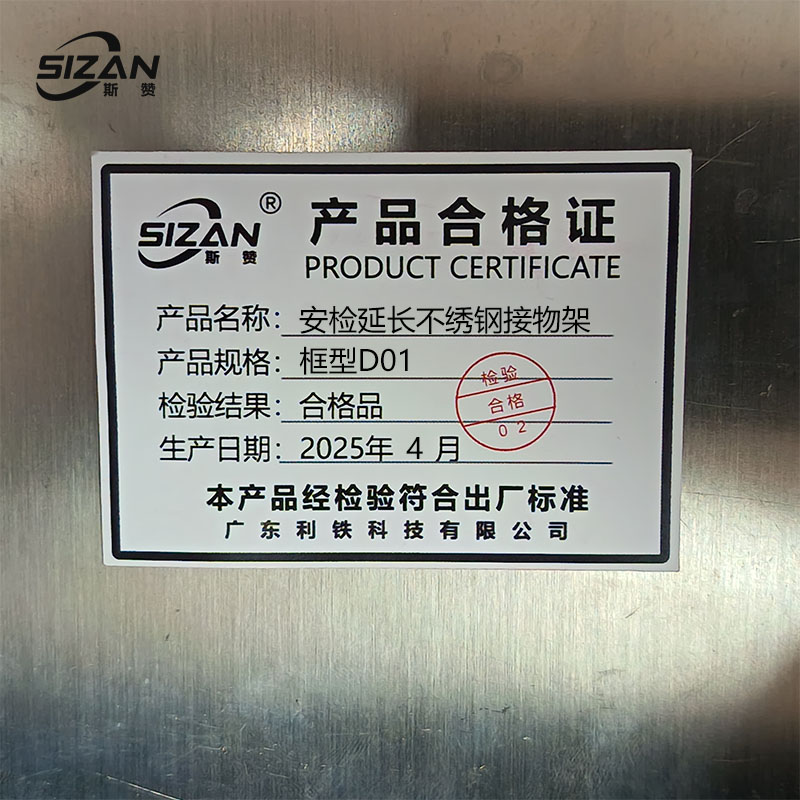 SIZAN
斯赞
SIZAN®
斯赞
产品合格证
PRODUCT CERTIFICATE
产品名称：安检延长不绣钢接物架
产品规格：框型D01
检验结果：合格品
生产日期：2025年 4 月
检验
合格
02
本产品经检验符合出厂标准
广东利铁科技有限公司